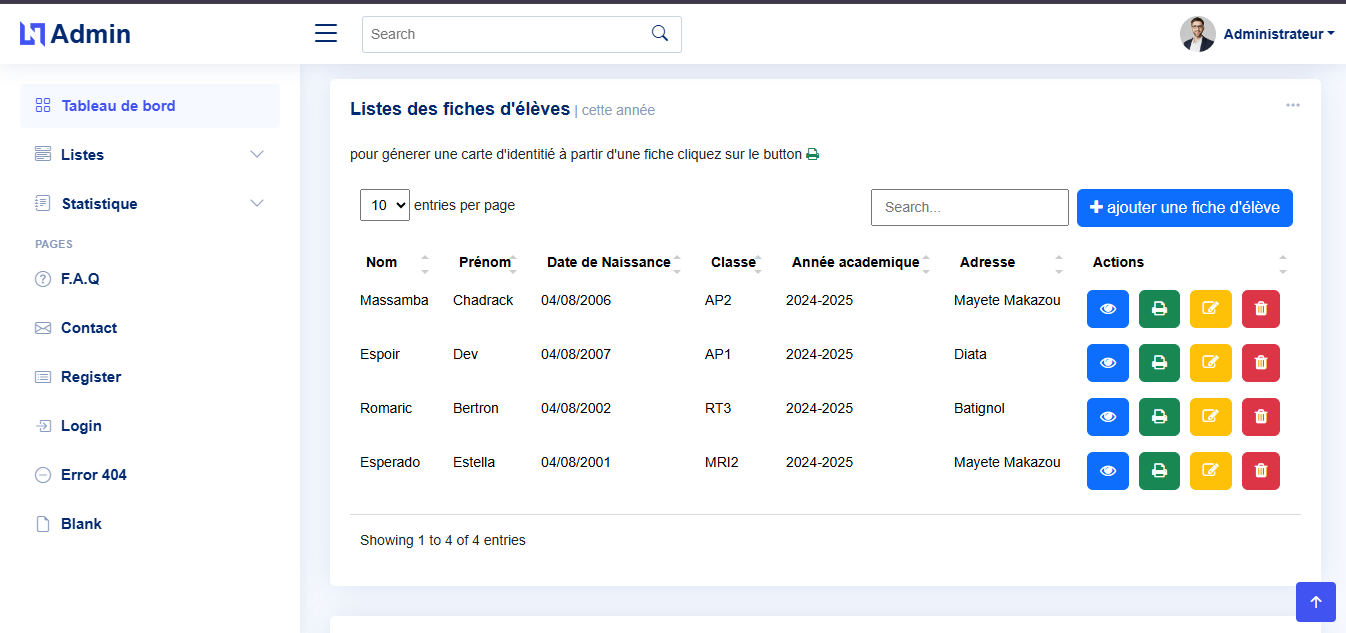 Admin
Search
Administrateur
Tableau de bord
Listes
Statistique
PAGES
F.A.Q
Contact
Register
Login
Error 404
Blank
Listes des fiches d'élèves | cette année
pour génerer une carte d'identitié à partir d'une fiche cliquez sur le button
10 entries per page
Search...
ajouter une fiche d'élève
Nom Prénom Date de Naissance Classe Année academique Adresse Actions
Massamba Chadrack 04/08/2006 AP2 2024-2025 Mayete Makazou
Espoir Dev 04/08/2007 AP1 2024-2025 Diata
Romaric Bertron 04/08/2002 RT3 2024-2025 Batignol
Esperado Estella 04/08/2001 MRI2 2024-2025 Mayete Makazou
Showing 1 to 4 of 4 entries